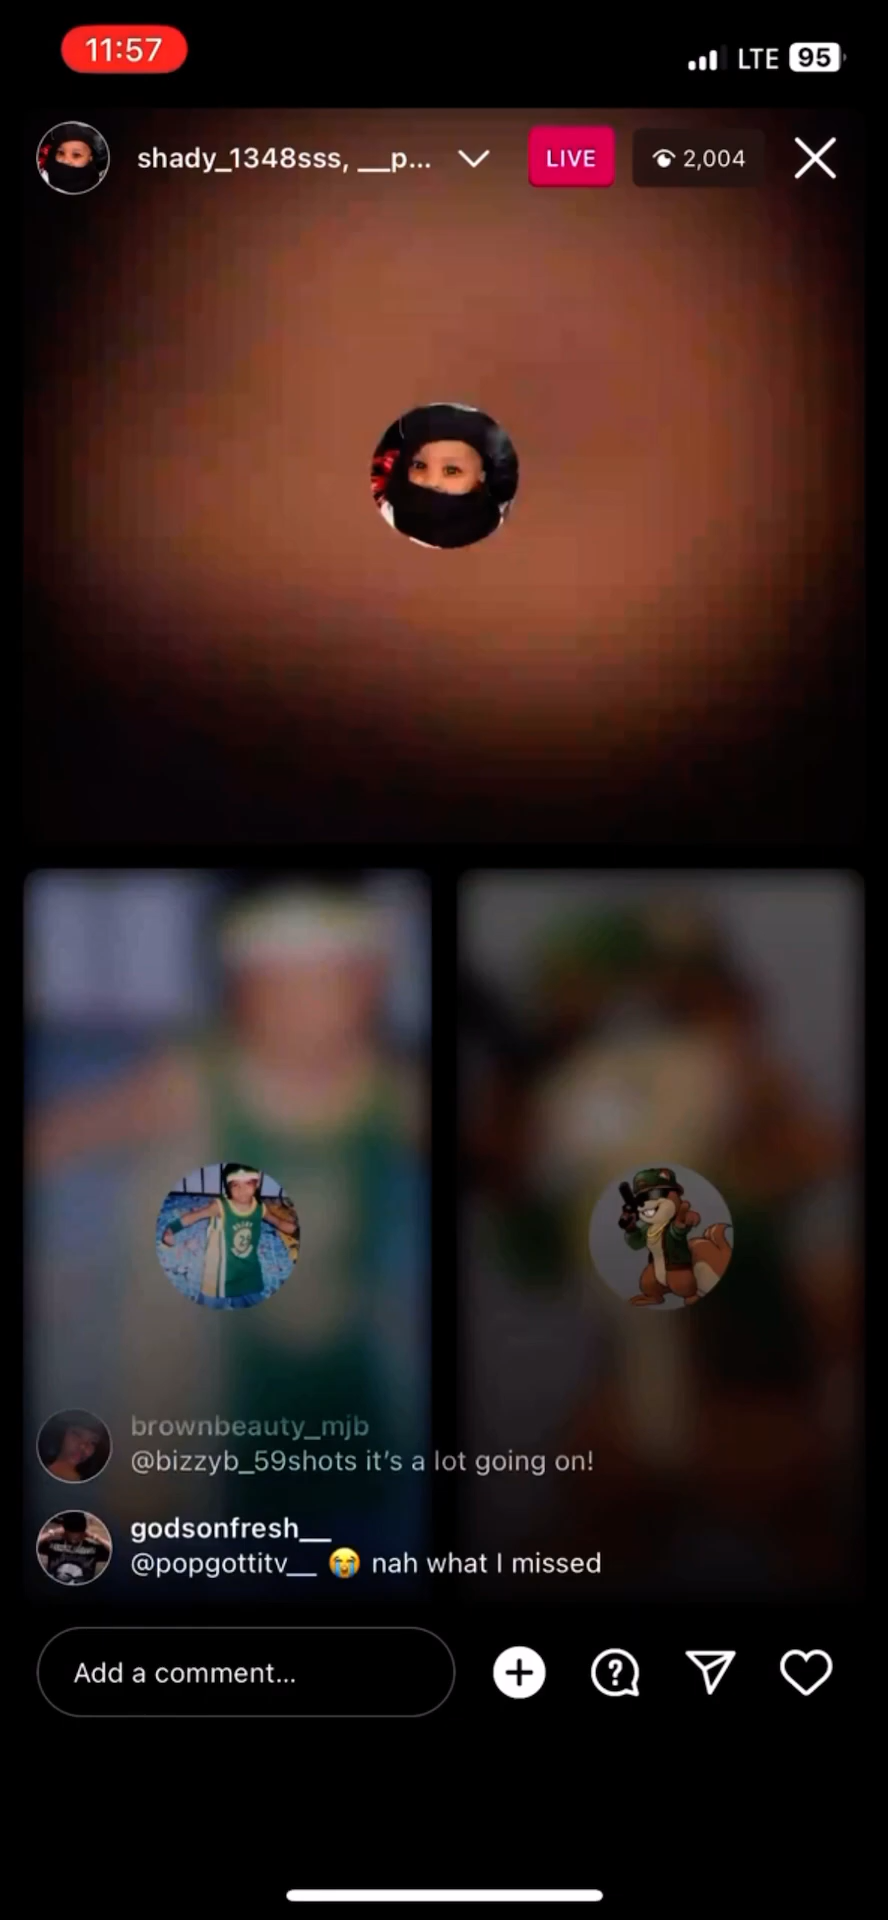 11:57
LTE 95
shady_1348sss, __p...
LIVE
2,004
brownbeauty_mjb
@bizzyb_59shots it’s a lot going on!
godsonfresh__
@popgottitv__ 😭 nah what I missed
Add a comment...